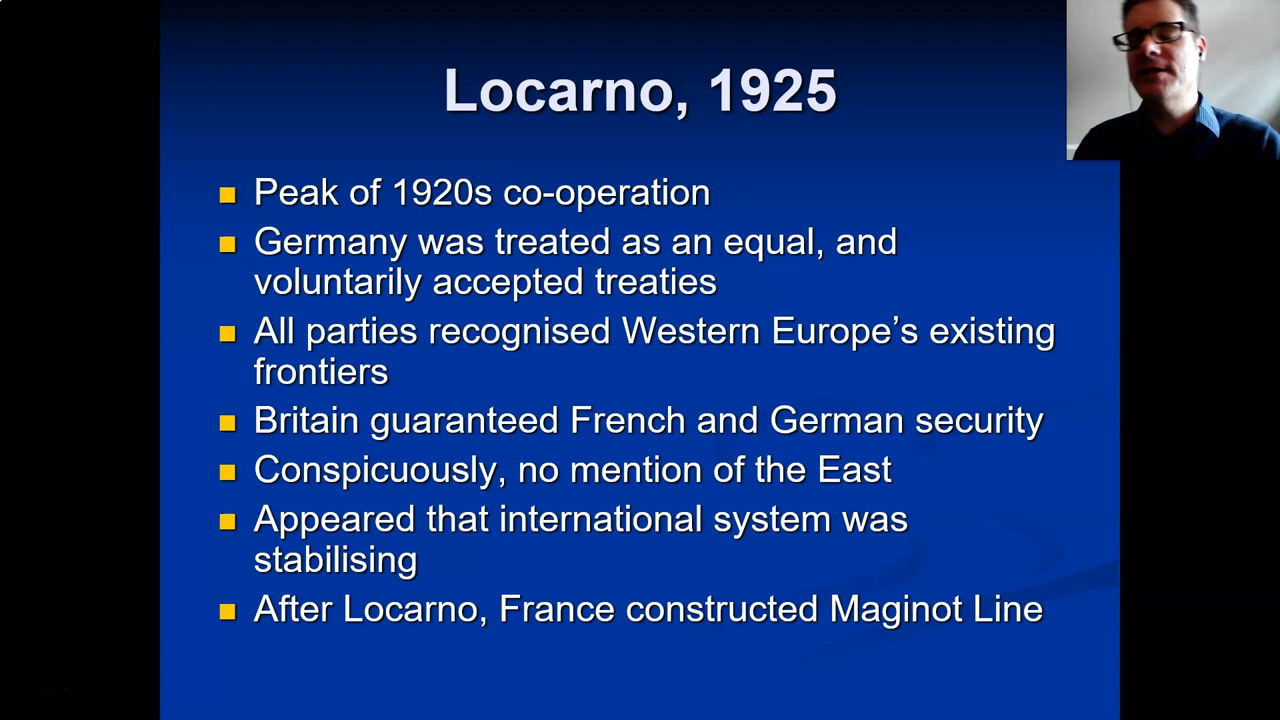 Locarno, 1925
Peak of 1920s co-operation
Germany was treated as an equal, and
voluntarily accepted treaties
All parties recognised Western Europe’s existing
frontiers
Britain guaranteed French and German security
Conspicuously, no mention of the East
Appeared that international system was
stabilising
After Locarno, France constructed Maginot Line